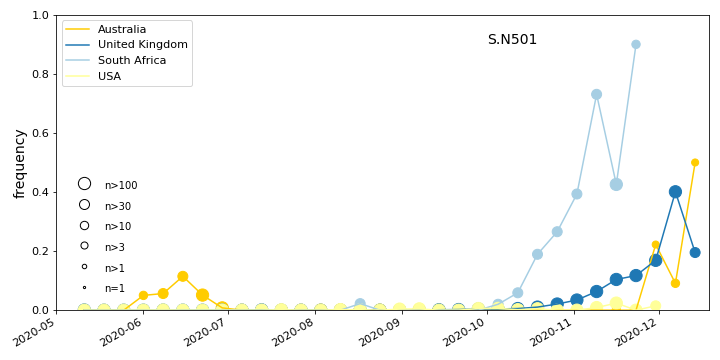 S.N501
Australia
United Kingdom
South Africa
USA
n>100
n>30
n>10
n>3
n>1
n=1
frequency
1.0
0.8
0.6
0.4
0.2
0.0
2020-05
2020-06
2020-07
2020-08
2020-09
2020-10
2020-11
2020-12